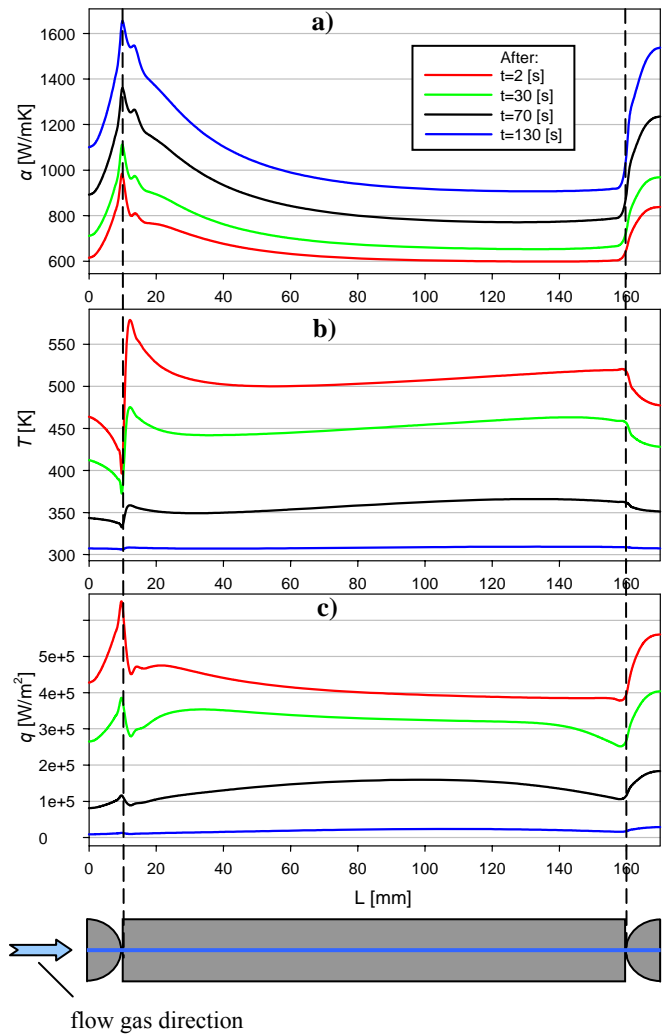 a)
1600
1400
1200
1000
800
600
α [W/mK]
After:
t=2 [s]
t=30 [s]
t=70 [s]
t=130 [s]
0 20 40 60 80 100 120 140 160
b)
550
500
450
400
350
300
T [K]
0 20 40 60 80 100 120 140 160
c)
5e+5
4e+5
3e+5
2e+5
1e+5
0
q [W/m²]
0 20 40 60 80 100 120 140 160
L [mm]
flow gas direction